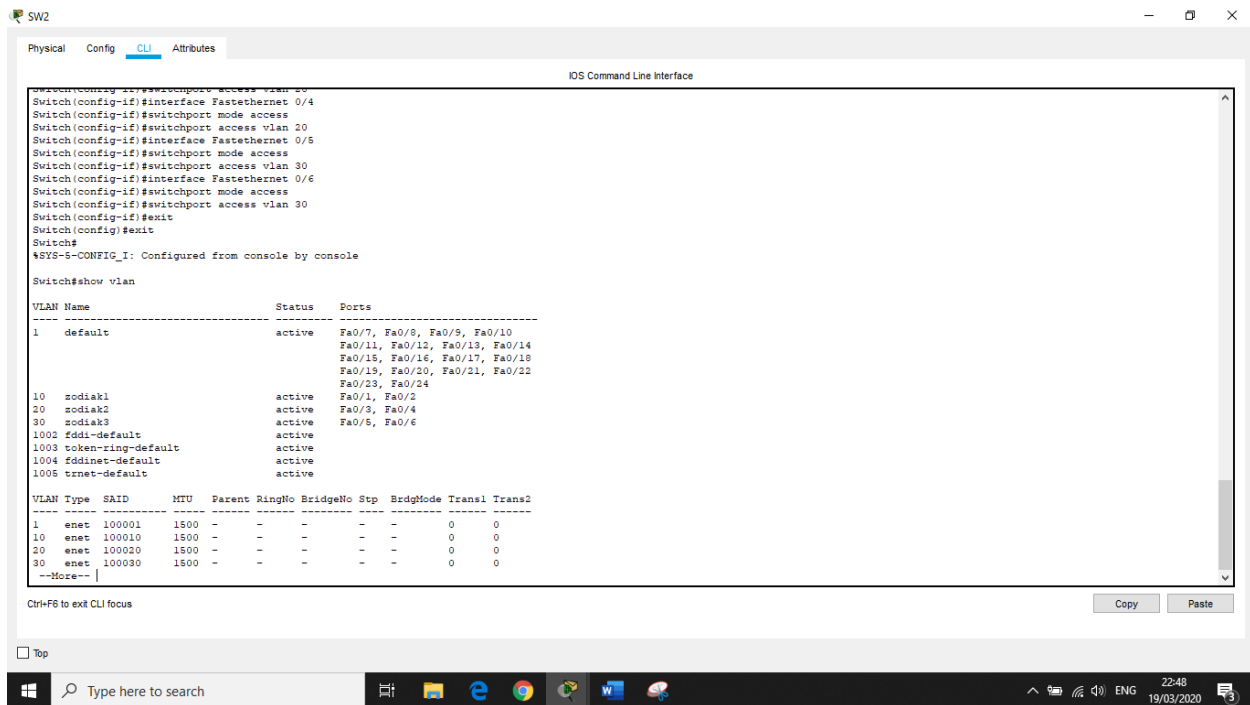 SW2
Physical Config CLI Attributes
IOS Command Line Interface
Switch(config-if)#switchport access vlan 20
Switch(config-if)#interface Fastethernet 0/4
Switch(config-if)#switchport mode access
Switch(config-if)#switchport access vlan 20
Switch(config-if)#interface Fastethernet 0/5
Switch(config-if)#switchport mode access
Switch(config-if)#switchport access vlan 30
Switch(config-if)#interface Fastethernet 0/6
Switch(config-if)#switchport mode access
Switch(config-if)#switchport access vlan 30
Switch(config-if)#exit
Switch(config)#exit
Switch#
%SYS-5-CONFIG_I: Configured from console by console
Switch#show vlan
VLAN Name Status Ports
---- -------------------------------- --------- -------------------------------
1 default active Fa0/7, Fa0/8, Fa0/9, Fa0/10
Fa0/11, Fa0/12, Fa0/13, Fa0/14
Fa0/15, Fa0/16, Fa0/17, Fa0/18
Fa0/19, Fa0/20, Fa0/21, Fa0/22
Fa0/23, Fa0/24
10 zodiak1 active Fa0/1, Fa0/2
20 zodiak2 active Fa0/3, Fa0/4
30 zodiak3 active Fa0/5, Fa0/6
1002 fddi-default active
1003 token-ring-default active
1004 fddinet-default active
1005 trnet-default active
VLAN Type SAID MTU Parent RingNo BridgeNo Stp BrdgMode Trans1 Trans2
---- ----- ---------- ----- ------ ------ -------- ---- -------- ------ ------
1 enet 100001 1500 - - - - - 0 0
10 enet 100010 1500 - - - - - 0 0
20 enet 100020 1500 - - - - - 0 0
30 enet 100030 1500 - - - - - 0 0
--More--
Ctrl+F6 to exit CLI focus
Copy Paste
Top
Type here to search
ENG
22:48
19/03/2020
3